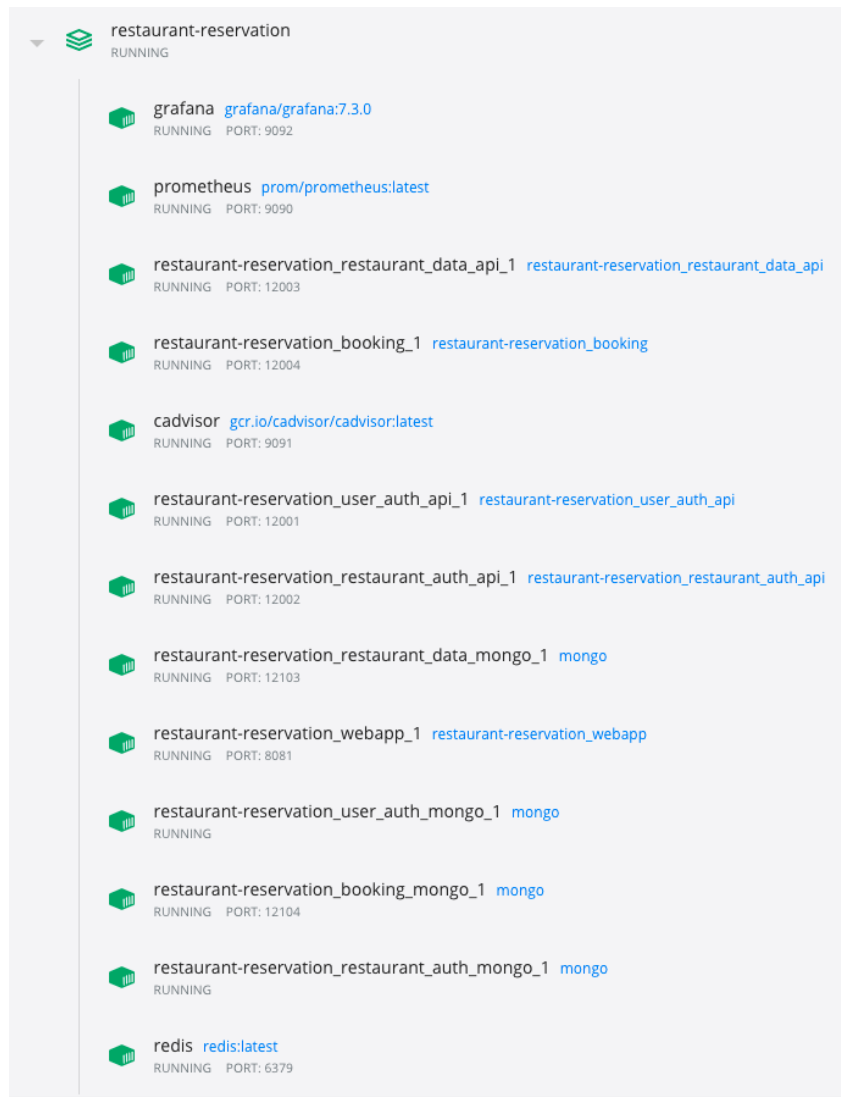 restaurant-reservation
RUNNING
grafana grafana/grafana:7.3.0
RUNNING PORT: 9092
prometheus prom/prometheus:latest
RUNNING PORT: 9090
restaurant-reservation_restaurant_data_api_1 restaurant-reservation_restaurant_data_api
RUNNING PORT: 12003
restaurant-reservation_booking_1 restaurant-reservation_booking
RUNNING PORT: 12004
cadvisor gcr.io/cadvisor/cadvisor:latest
RUNNING PORT: 9091
restaurant-reservation_user_auth_api_1 restaurant-reservation_user_auth_api
RUNNING PORT: 12001
restaurant-reservation_restaurant_auth_api_1 restaurant-reservation_restaurant_auth_api
RUNNING PORT: 12002
restaurant-reservation_restaurant_data_mongo_1 mongo
RUNNING PORT: 12103
restaurant-reservation_webapp_1 restaurant-reservation_webapp
RUNNING PORT: 8081
restaurant-reservation_user_auth_mongo_1 mongo
RUNNING
restaurant-reservation_booking_mongo_1 mongo
RUNNING PORT: 12104
restaurant-reservation_restaurant_auth_mongo_1 mongo
RUNNING
redis redis:latest
RUNNING PORT: 6379